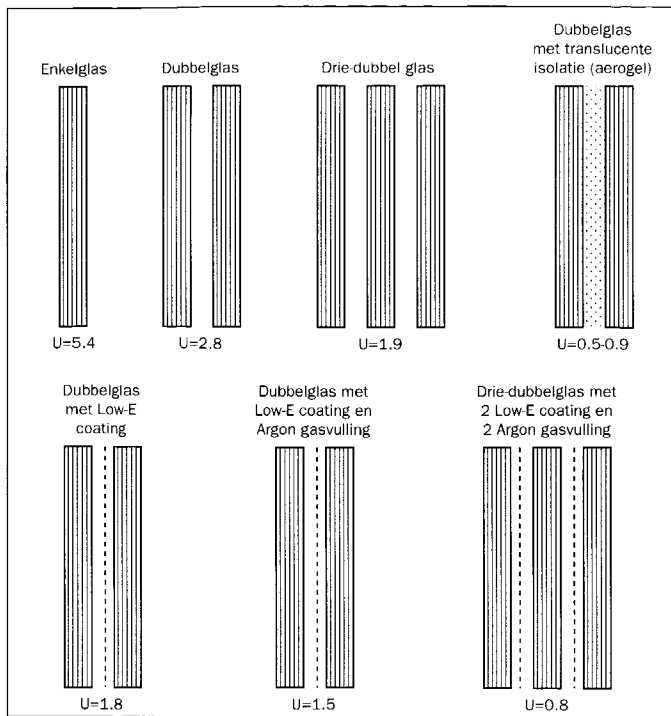 Enkelglas
U=5.4
Dubbelglas
U=2.8
Drie-dubbel glas
U=1.9
Dubbelglas
met translucente
isolatie (aerogel)
U=0.5-0.9
Dubbelglas
met Low-E
coating
U=1.8
Dubbelglas met
Low-E coating en
Argon gasvulling
U=1.5
Drie-dubbelglas met
2 Low-E coating en
2 Argon gasvulling
U=0.8